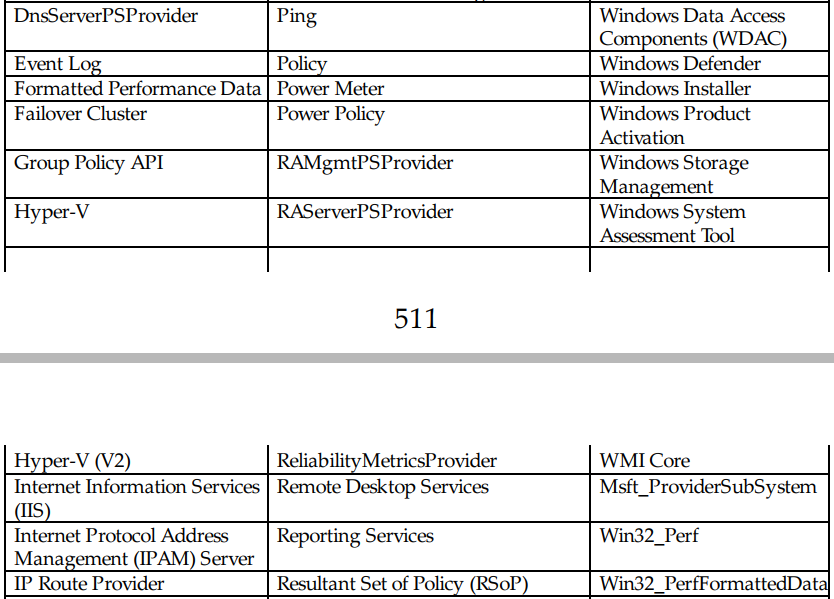 DnsServerPSProvider Ping Windows Data Access
Components (WDAC)
Event Log Policy Windows Defender
Formatted Performance Data Power Meter Windows Installer
Failover Cluster Power Policy Windows Product
Activation
Group Policy API RAMgmtPSProvider Windows Storage
Management
Hyper-V RAServerPSProvider Windows System
Assessment Tool
511
Hyper-V (V2) ReliabilityMetricsProvider WMI Core
Internet Information Services Remote Desktop Services Msft_ProviderSubSystem
(IIS)
Internet Protocol Address Reporting Services Win32_Perf
Management (IPAM) Server
IP Route Provider Resultant Set of Policy (RSoP) Win32_PerfFormattedData